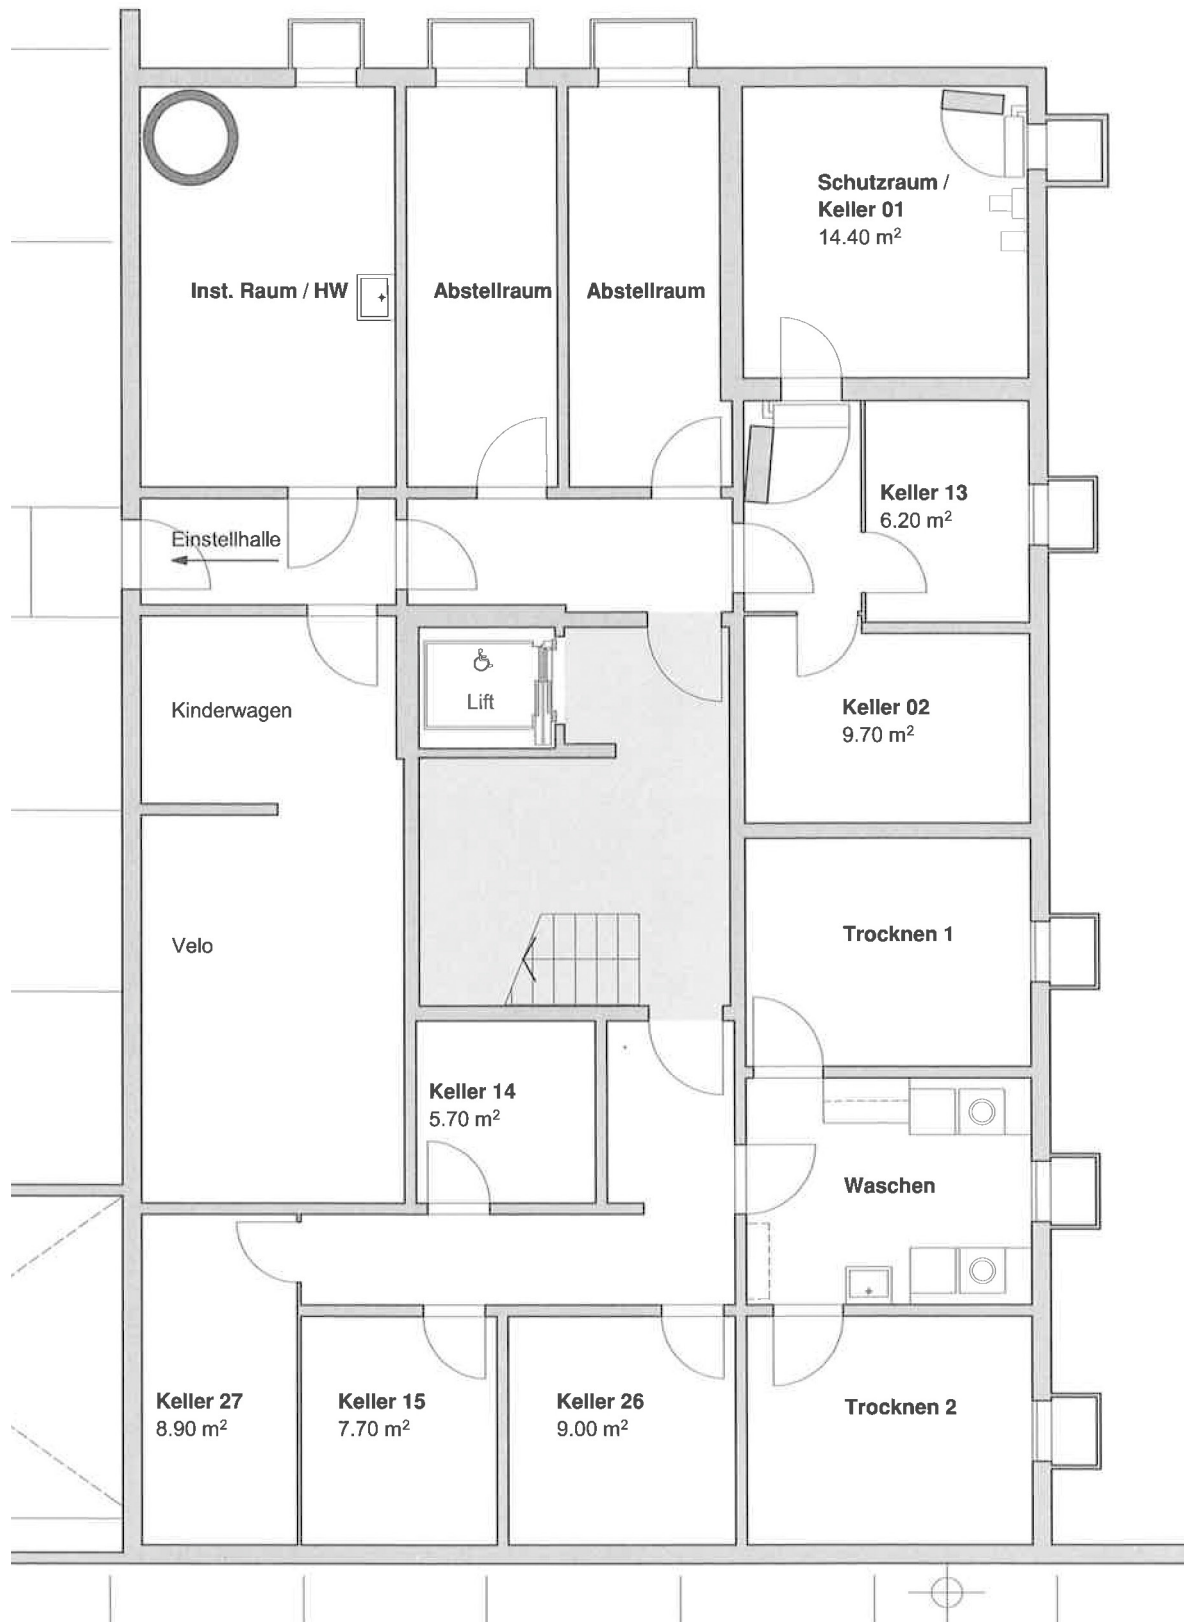 Schutzraum /
Keller 01
14.40 m²
Inst. Raum / HW
Abstellraum
Abstellraum
Keller 13
6.20 m²
Einstellhalle
Kinderwagen
Lift
Keller 02
9.70 m²
Velo
Trocknen 1
Keller 14
5.70 m²
Waschen
Keller 27
8.90 m²
Keller 15
7.70 m²
Keller 26
9.00 m²
Trocknen 2